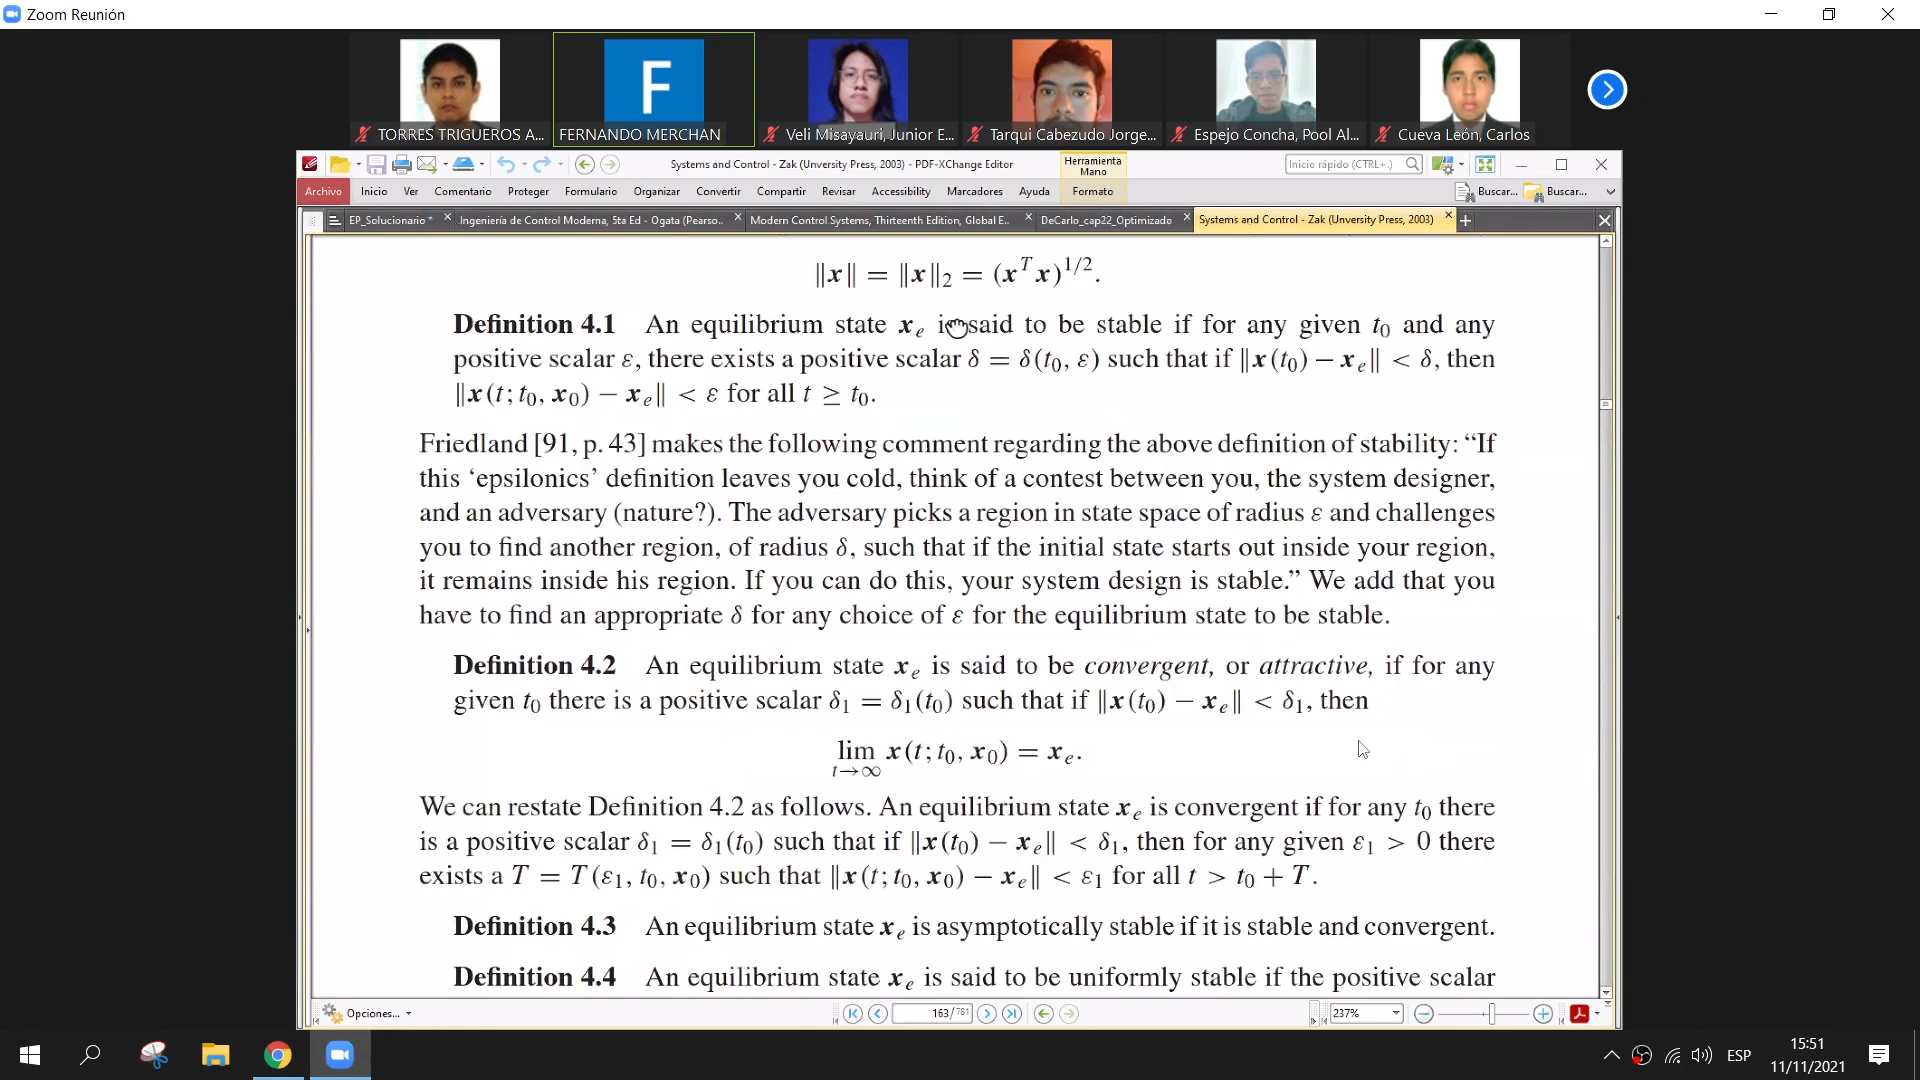 Zoom Reunión
F
TORRES TRIGUEROS A...
FERNANDO MERCHAN
Veli Misayauri, Junior E...
Tarqui Cabezudo Jorge...
Espejo Concha, Pool Al...
Cueva León, Carlos
Systems and Control - Zak (Unversity Press, 2003) - PDF-XChange Editor
Herramienta
Mano
Inicio rápido (CTRL+.)
Archivo Inicio Ver Comentario Proteger Formulario Organizar Convertir Compartir Revisar Accessibility Marcadores Ayuda Formato Buscar... Buscar...
EP_Solucionario * Ingeniería de Control Moderna, 5ta Ed - Ogata (Pearso.. Modern Control Systems, Thirteenth Edition, Global E.. DeCarlo_cap22_Optimizado Systems and Control - Zak (Unversity Press, 2003)
‖x‖ = ‖x‖₂ = (xᵀx)^{1/2}.
Definition 4.1 An equilibrium state xₑ is said to be stable if for any given t₀ and any
positive scalar ε, there exists a positive scalar δ = δ(t₀, ε) such that if ‖x(t₀) − xₑ‖ < δ, then
‖x(t; t₀, x₀) − xₑ‖ < ε for all t ≥ t₀.
Friedland [91, p. 43] makes the following comment regarding the above definition of stability: “If
this ‘epsilonics’ definition leaves you cold, think of a contest between you, the system designer,
and an adversary (nature?). The adversary picks a region in state space of radius ε and challenges
you to find another region, of radius δ, such that if the initial state starts out inside your region,
it remains inside his region. If you can do this, your system design is stable.” We add that you
have to find an appropriate δ for any choice of ε for the equilibrium state to be stable.
Definition 4.2 An equilibrium state xₑ is said to be convergent, or attractive, if for any
given t₀ there is a positive scalar δ₁ = δ₁(t₀) such that if ‖x(t₀) − xₑ‖ < δ₁, then
lim x(t; t₀, x₀) = xₑ.
t→∞
We can restate Definition 4.2 as follows. An equilibrium state xₑ is convergent if for any t₀ there
is a positive scalar δ₁ = δ₁(t₀) such that if ‖x(t₀) − xₑ‖ < δ₁, then for any given ε₁ > 0 there
exists a T = T(ε₁, t₀, x₀) such that ‖x(t; t₀, x₀) − xₑ‖ < ε₁ for all t > t₀ + T.
Definition 4.3 An equilibrium state xₑ is asymptotically stable if it is stable and convergent.
Definition 4.4 An equilibrium state xₑ is said to be uniformly stable if the positive scalar
Opciones...
163/781
237%
ESP
15:51
11/11/2021